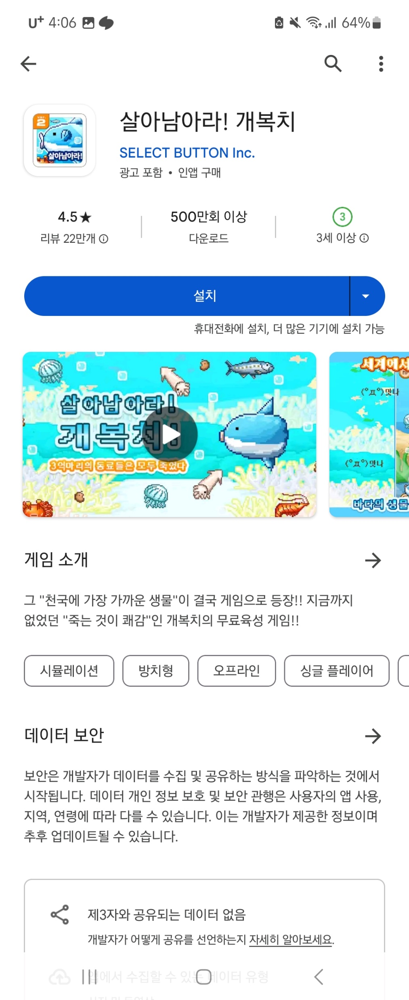 U+ 4:06 64%
ver. 2
살아남아라!
살아남아라! 개복치
SELECT BUTTON Inc.
광고 포함 • 인앱 구매
4.5★
리뷰 22만개
500만회 이상
다운로드
3
3세 이상
설치
휴대전화에 설치, 더 많은 기기에 설치 가능
살아남아라!
개복치!
3억마리의 동료들은 모두 죽었다
세계에서
(°ㅍ°)맛나
(°ㅍ°)맛나
바다의 생물
게임 소개
그 "천국에 가장 가까운 생물"이 결국 게임으로 등장!! 지금까지
없었던 "죽는 것이 쾌감"인 개복치의 무료육성 게임!!
시뮬레이션 방치형 오프라인 싱글 플레이어
데이터 보안
보안은 개발자가 데이터를 수집 및 공유하는 방식을 파악하는 것에서
시작됩니다. 데이터 개인 정보 보호 및 보안 관행은 사용자의 앱 사용,
지역, 연령에 따라 다를 수 있습니다. 이는 개발자가 제공한 정보이며
추후 업데이트될 수 있습니다.
제3자와 공유되는 데이터 없음
개발자가 어떻게 공유를 선언하는지 자세히 알아보세요.
앱에서 수집할 수 있는 데이터 유형